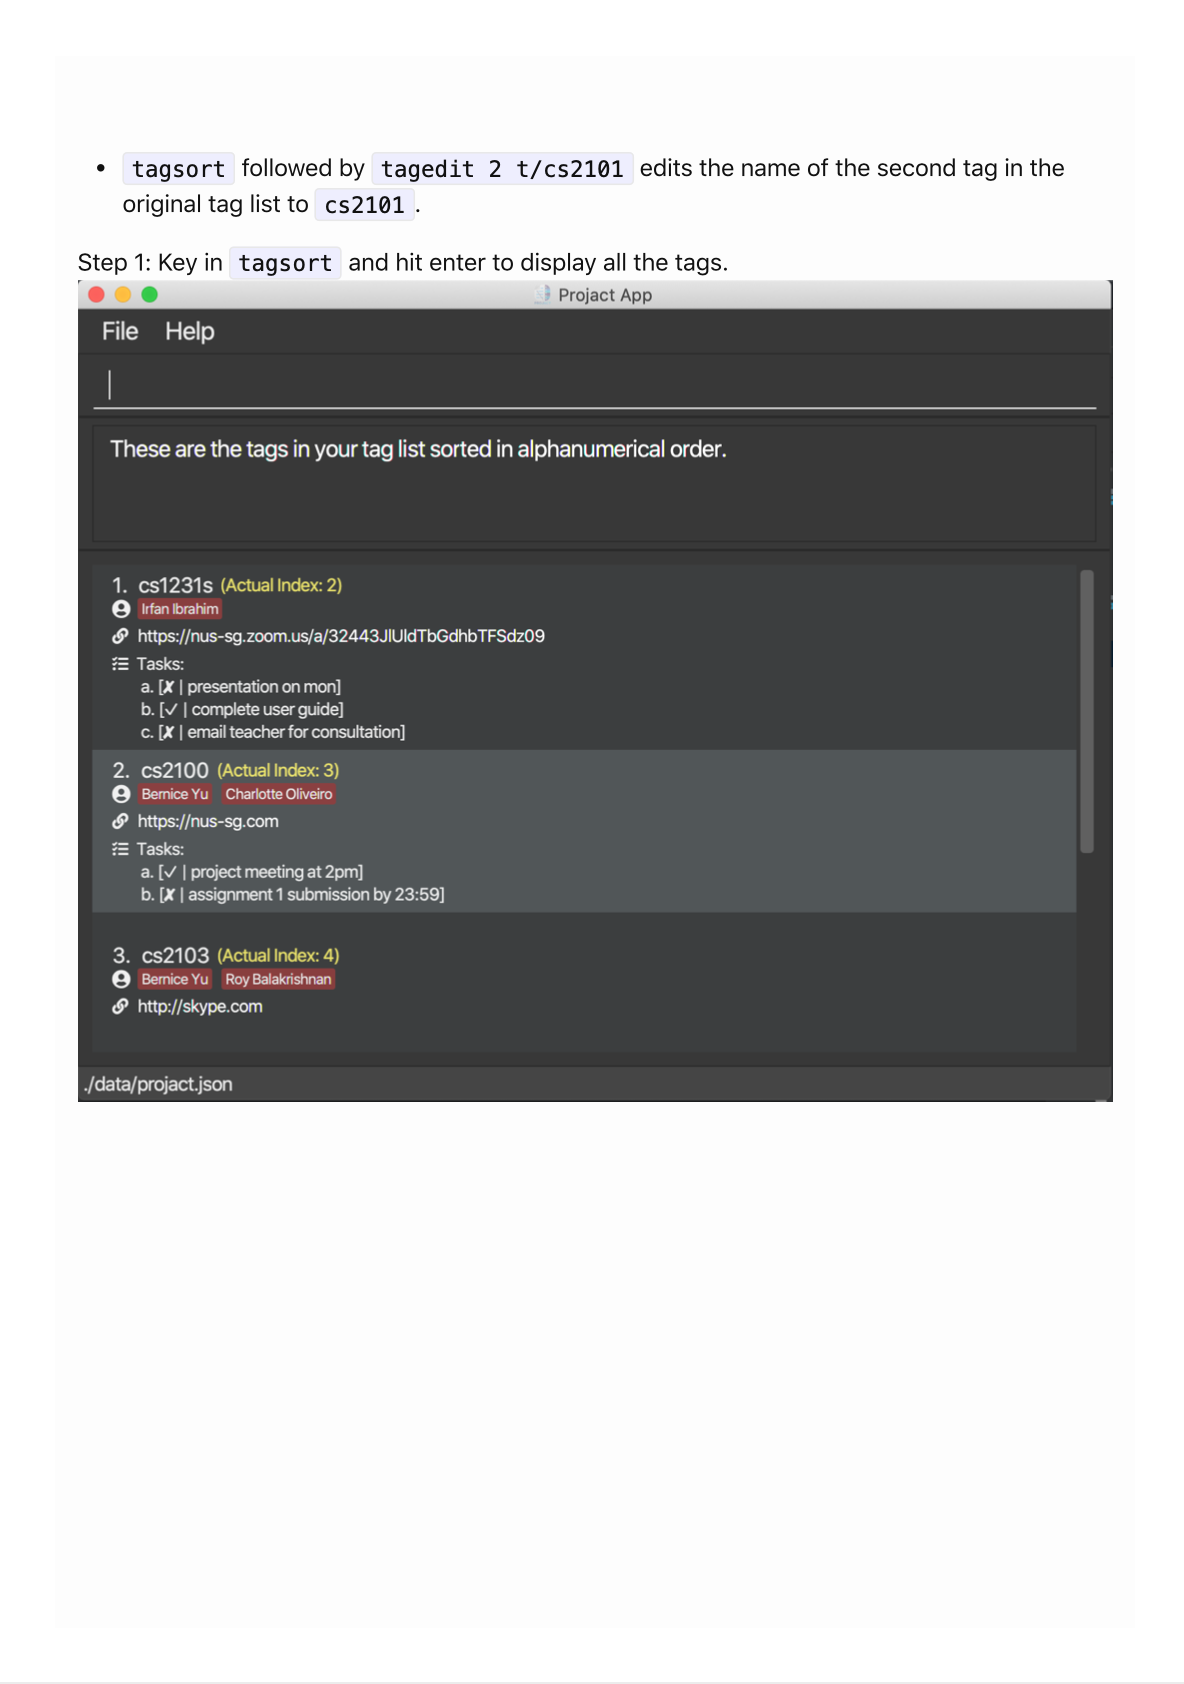 • tagsort followed by tagedit 2 t/cs2101 edits the name of the second tag in the
original tag list to cs2101.
Step 1: Key in tagsort and hit enter to display all the tags.
Projact App
File Help
These are the tags in your tag list sorted in alphanumerical order.
1. cs1231s (Actual Index: 2)
Irfan Ibrahim
https://nus-sg.zoom.us/a/32443JlUldTbGdhbTFSdz09
Tasks:
a. [✗ | presentation on mon]
b. [✓ | complete user guide]
c. [✗ | email teacher for consultation]
2. cs2100 (Actual Index: 3)
Bernice Yu Charlotte Oliveiro
https://nus-sg.com
Tasks:
a. [✓ | project meeting at 2pm]
b. [✗ | assignment 1 submission by 23:59]
3. cs2103 (Actual Index: 4)
Bernice Yu Roy Balakrishnan
http://skype.com
./data/projact.json